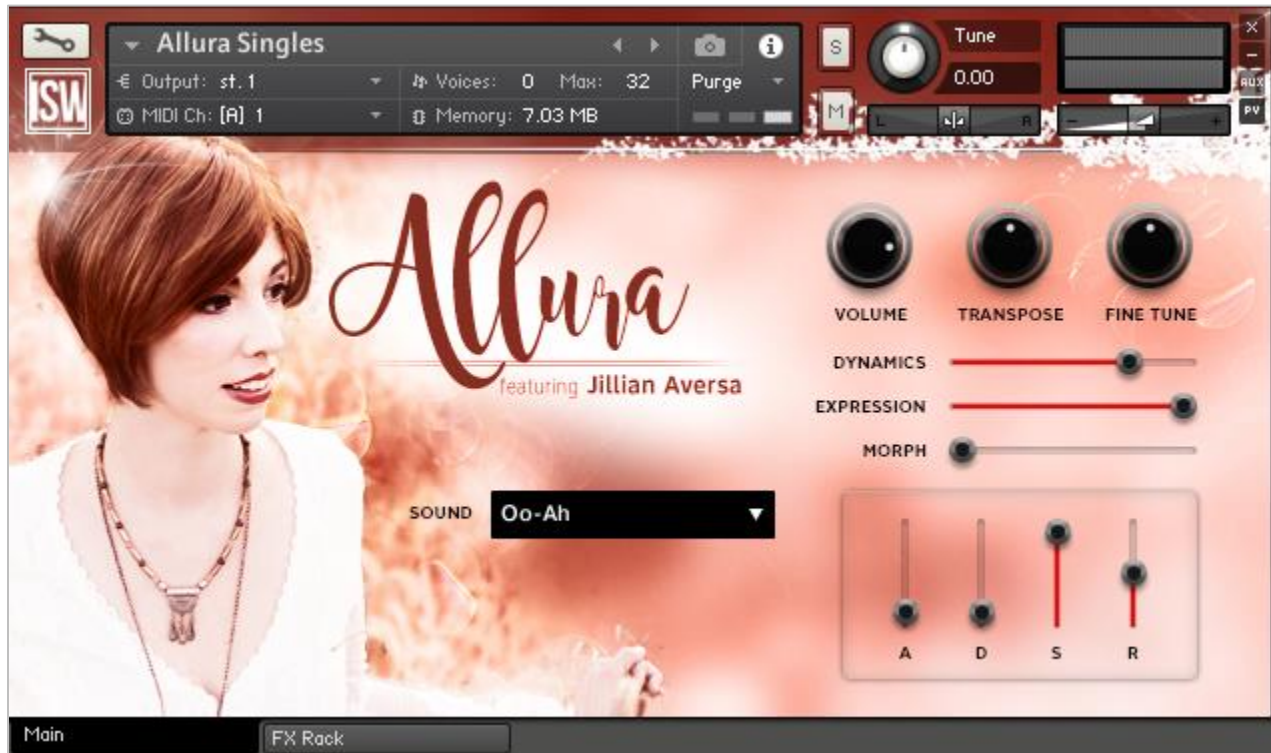 Allura Singles
S
Tune
X
-
Output: st. 1
Voices: 0 Max: 32
Purge
0.00
AUX
ISW
MIDI Ch: [A] 1
Memory: 7.03 MB
M
L
R
-
+
PV
Allura
featuring Jillian Aversa
VOLUME
TRANSPOSE
FINE TUNE
DYNAMICS
EXPRESSION
MORPH
SOUND Oo-Ah
A D S R
Main
FX Rack